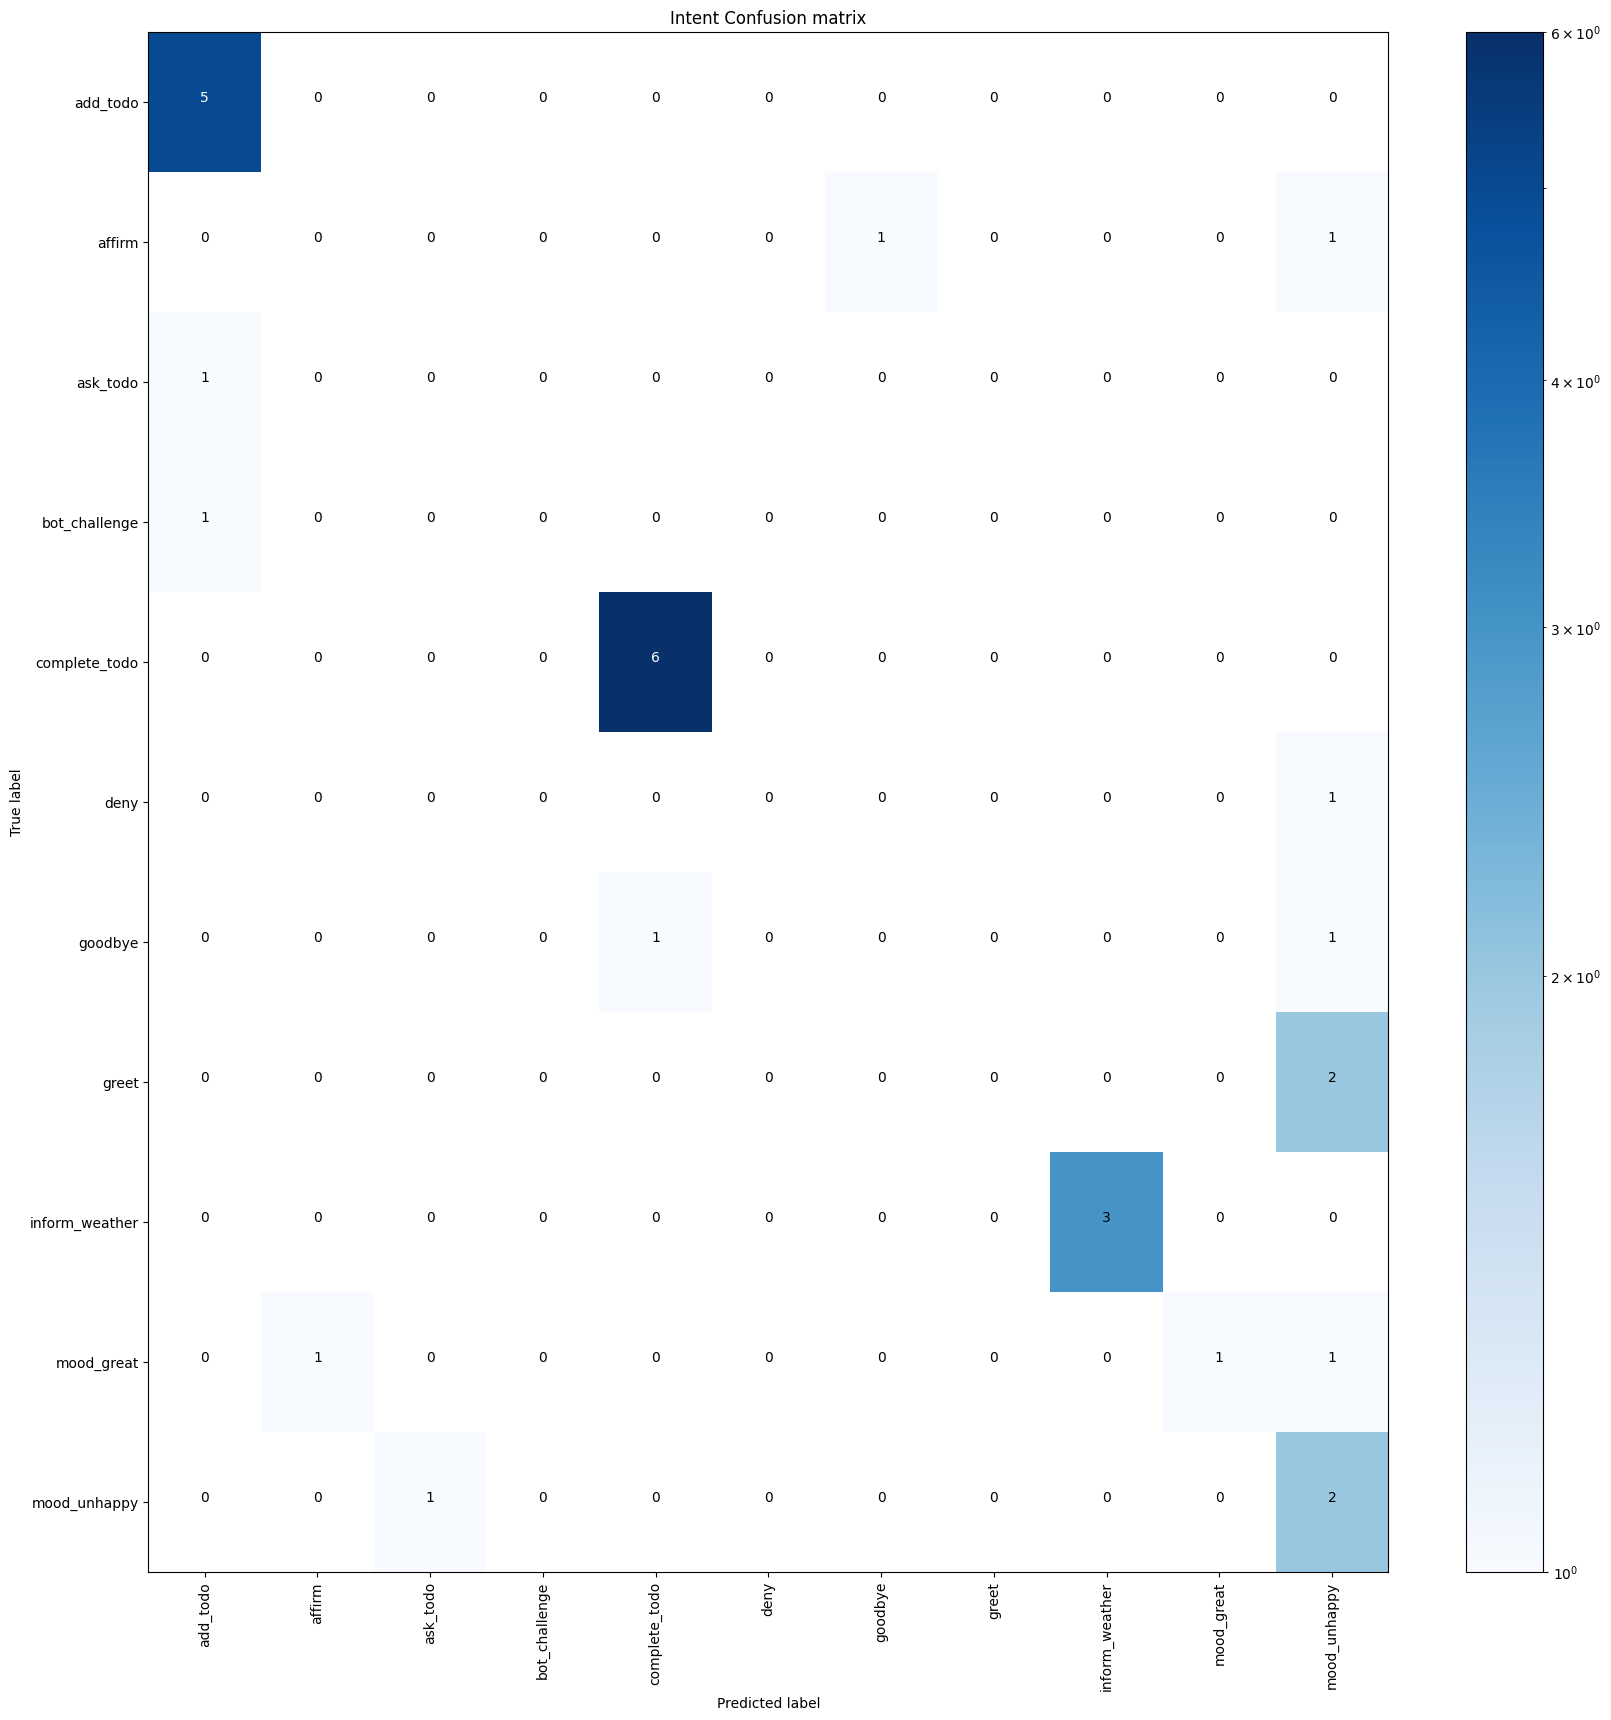 Intent Confusion matrix
add_todo 5 0 0 0 0 0 0 0 0 0 0
affirm 0 0 0 0 0 0 1 0 0 0 1
ask_todo 1 0 0 0 0 0 0 0 0 0 0
bot_challenge 1 0 0 0 0 0 0 0 0 0 0
complete_todo 0 0 0 0 6 0 0 0 0 0 0
deny 0 0 0 0 0 0 0 0 0 0 1
goodbye 0 0 0 0 1 0 0 0 0 0 1
greet 0 0 0 0 0 0 0 0 0 0 2
inform_weather 0 0 0 0 0 0 0 0 3 0 0
mood_great 0 1 0 0 0 0 0 0 0 1 1
mood_unhappy 0 0 1 0 0 0 0 0 0 0 2
True label
add_todo
affirm
ask_todo
bot_challenge
complete_todo
deny
goodbye
greet
inform_weather
mood_great
mood_unhappy
Predicted label
6 × 10⁰
4 × 10⁰
3 × 10⁰
2 × 10⁰
10⁰